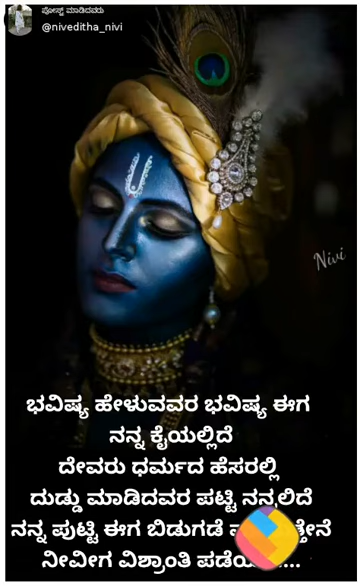 ಪೋಸ್ಟ್ ಮಾಡಿದವರು
@niveditha_nivi
Nivi
ಭವಿಷ್ಯ ಹೇಳುವವರ ಭವಿಷ್ಯ ಈಗ
ನನ್ನ ಕೈಯಲ್ಲಿದೆ
ದೇವರು ಧರ್ಮದ ಹೆಸರಲ್ಲಿ
ದುಡ್ಡು ಮಾಡಿದವರ ಪಟ್ಟಿ ನನ್ನಲಿದೆ
ನನ್ನ ಪುಟ್ಟಿ ಈಗ ಬಿಡುಗಡೆ
ನೀವೀಗ ವಿಶ್ರಾಂತಿ